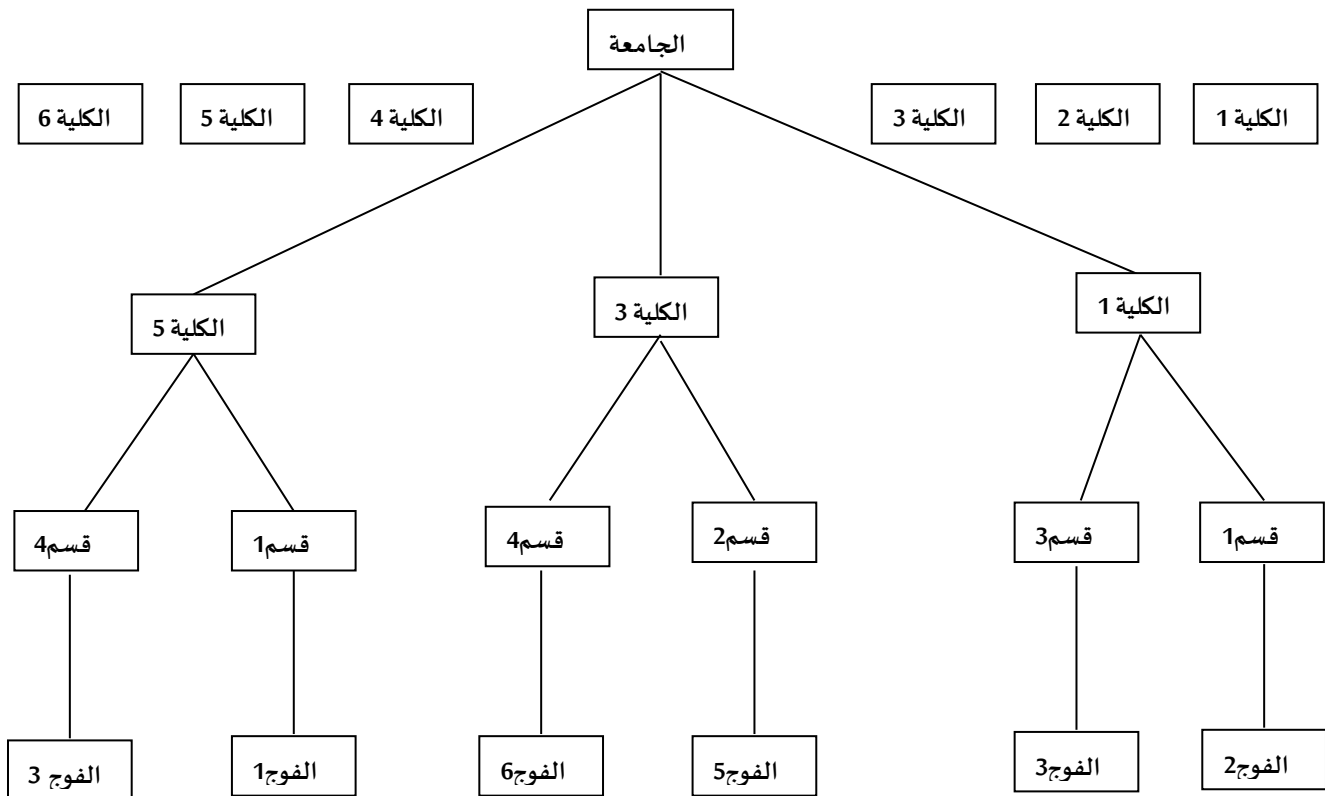 الجامعة
الكلية 1
الكلية 2
الكلية 3
الكلية 4
الكلية 5
الكلية 6
الكلية 1
الكلية 3
الكلية 5
قسم1
قسم3
قسم2
قسم4
قسم1
قسم4
الفوج2
الفوج3
الفوج5
الفوج6
الفوج1
الفوج 3